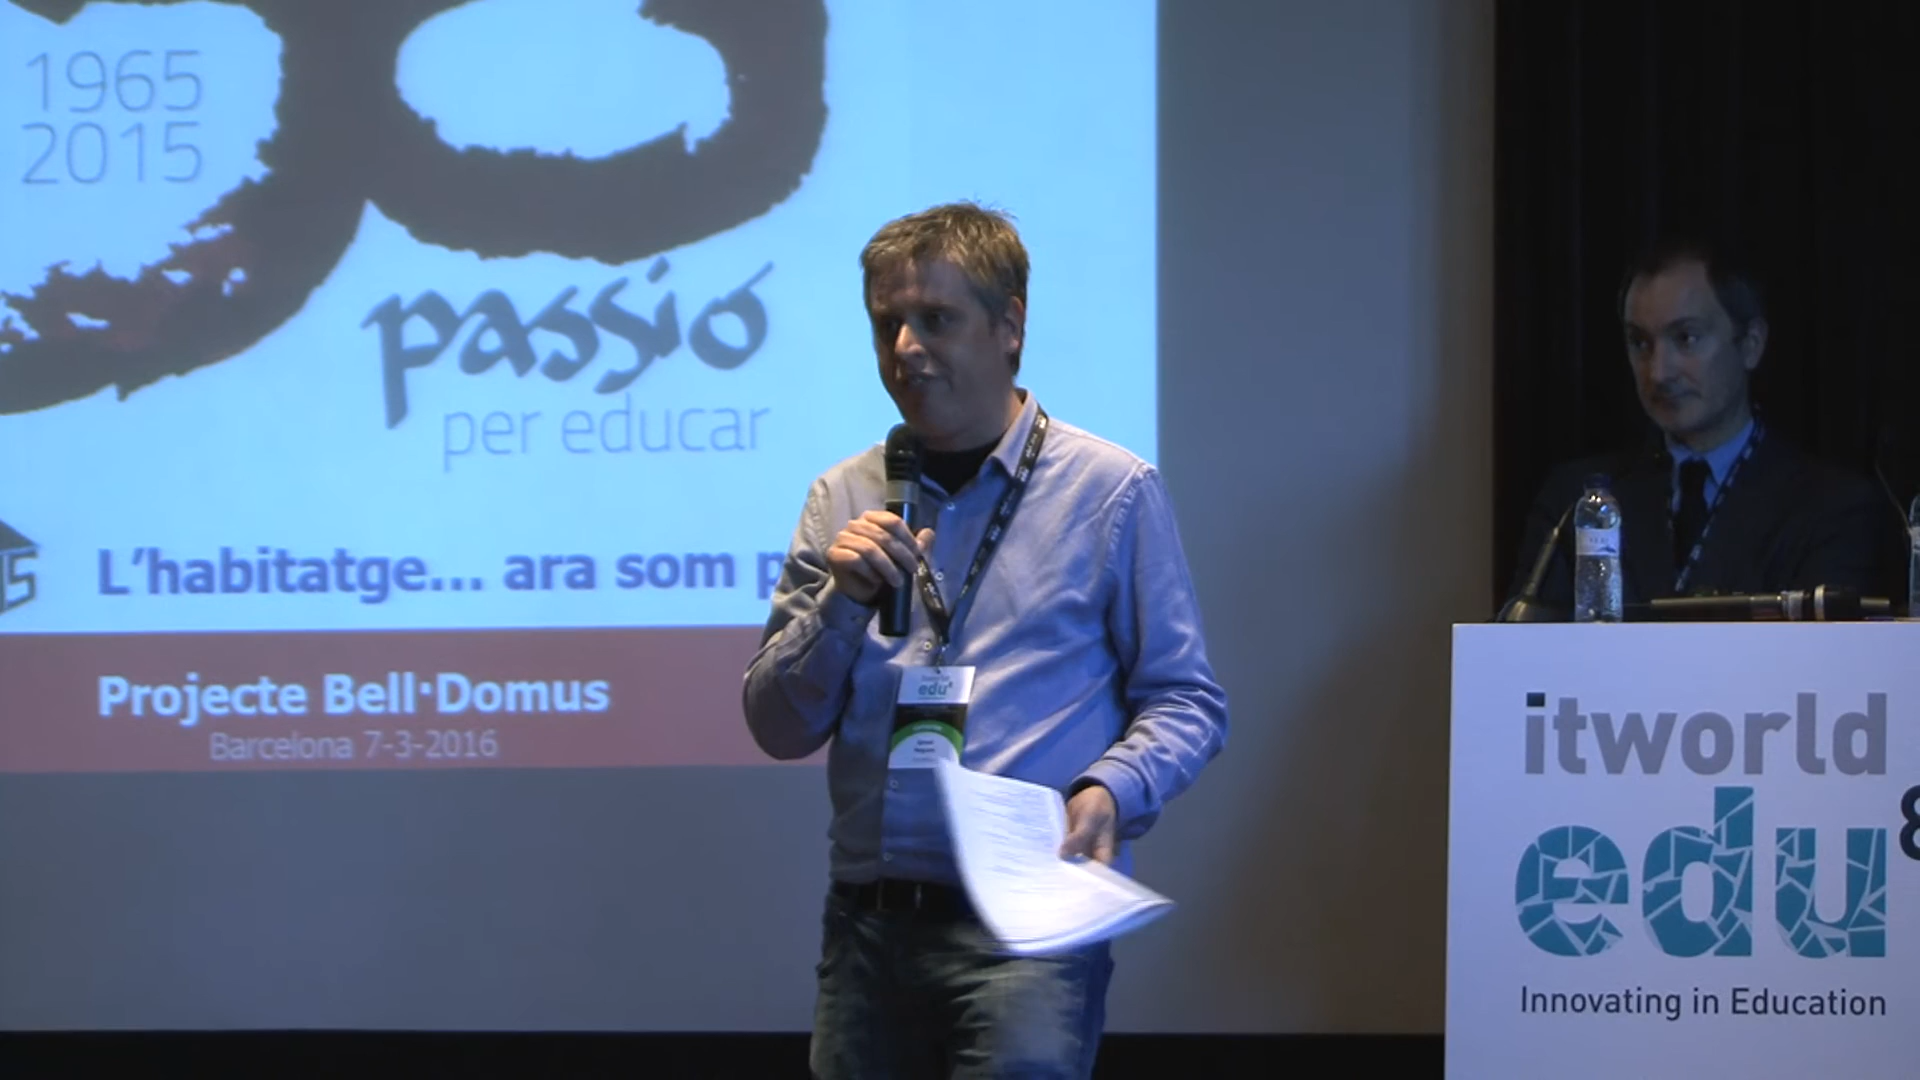 1965
2015
passió
per educar
L'habitatge... ara som p
Projecte Bell·Domus
Barcelona 7-3-2016
edu
itworld
edu8
Innovating in Education